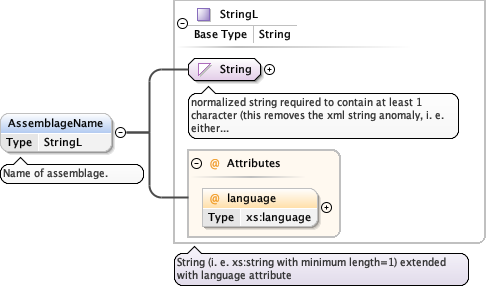 StringL
Base Type String
String
normalized string required to contain at least 1
character (this removes the xml string anomaly, i. e.
either...
AssemblageName
Type StringL
Name of assemblage.
@ Attributes
@ language
Type xs:language
String (i. e. xs:string with minimum length=1) extended
with language attribute